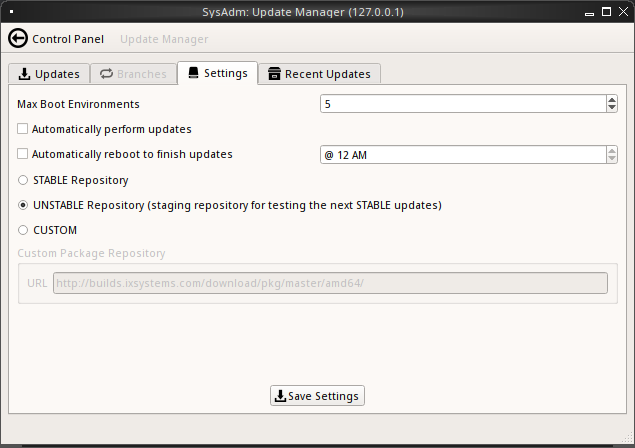 SysAdm: Update Manager (127.0.0.1)
Control Panel Update Manager
Updates Branches Settings Recent Updates
Max Boot Environments 5
Automatically perform updates
Automatically reboot to finish updates @ 12 AM
STABLE Repository
UNSTABLE Repository (staging repository for testing the next STABLE updates)
CUSTOM
Custom Package Repository
URL http://builds.ixsystems.com/download/pkg/master/amd64/
Save Settings